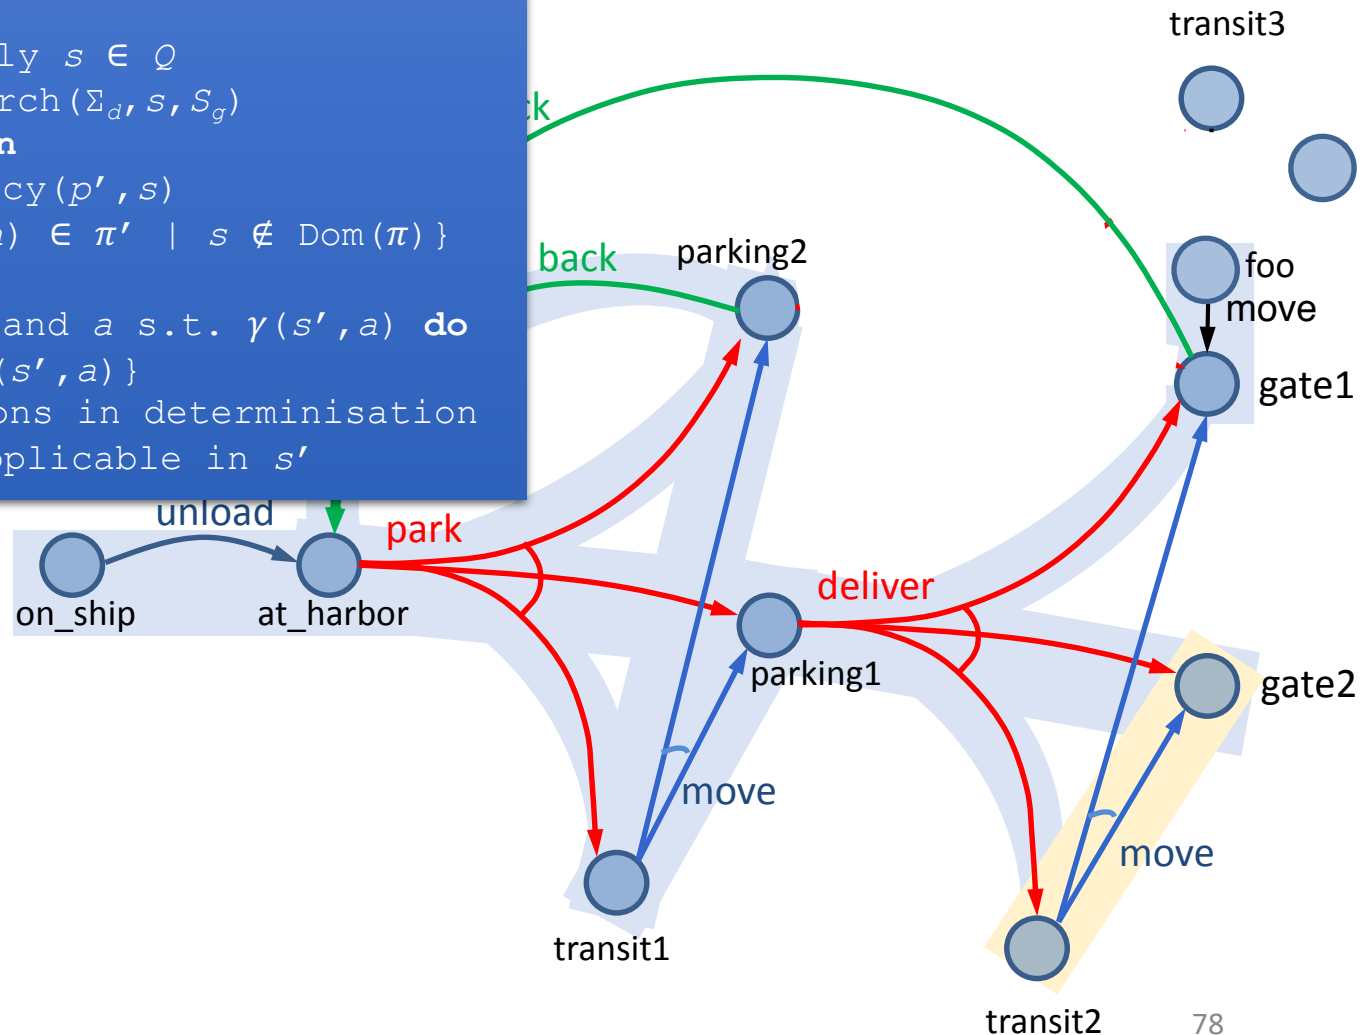 ly s ∈ Q
rch(Σd,s,Sg)
n
cy(p′,s)
) ∈ π′ | s ∉ Dom(π)}
and a s.t. γ(s′,a) do
(s′,a)}
ons in determinisation
plicable in s′
transit3
ck
back
parking2
foo
move
gate1
unload
park
on_ship
at_harbor
deliver
parking1
gate2
move
move
transit1
transit2
78